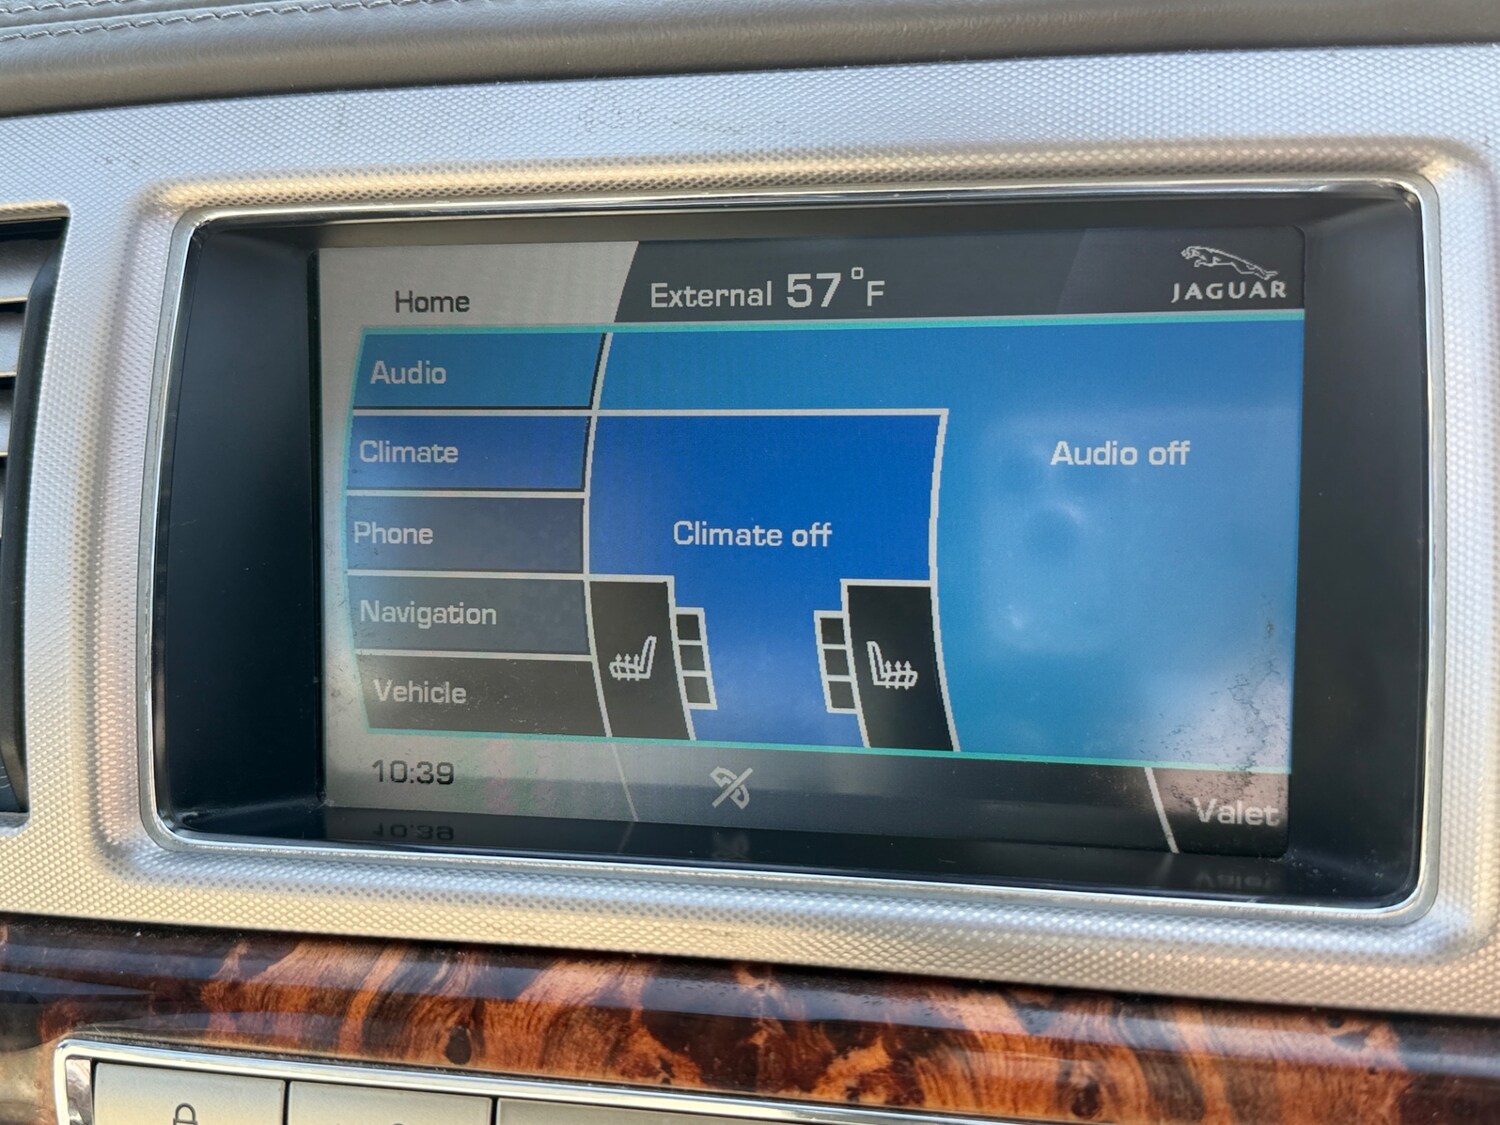 Home
External 57°F
JAGUAR
Audio
Climate
Phone
Navigation
Vehicle
Climate off
Audio off
10:39
Valet